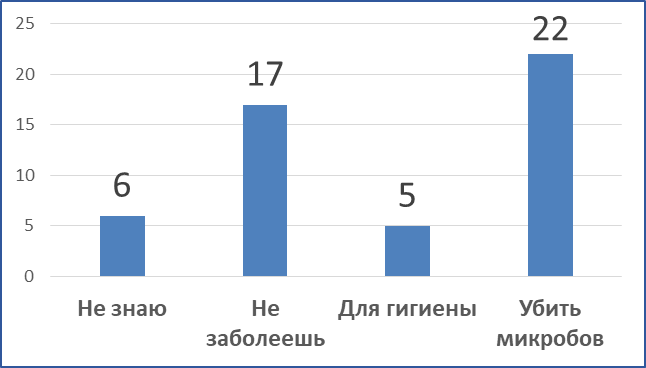 25
20
15
10
5
0
6
17
5
22
Не знаю
Не
заболеешь
Для гигиены
Убить
микробов